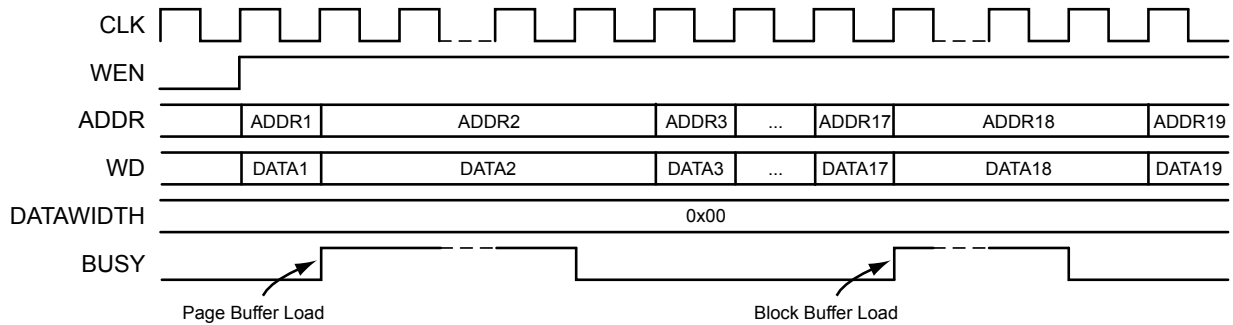 CLK
WEN
ADDR ADDR1 ADDR2 ADDR3 ... ADDR17 ADDR18 ADDR19
WD DATA1 DATA2 DATA3 ... DATA17 DATA18 DATA19
DATAWIDTH 0x00
BUSY
Page Buffer Load Block Buffer Load